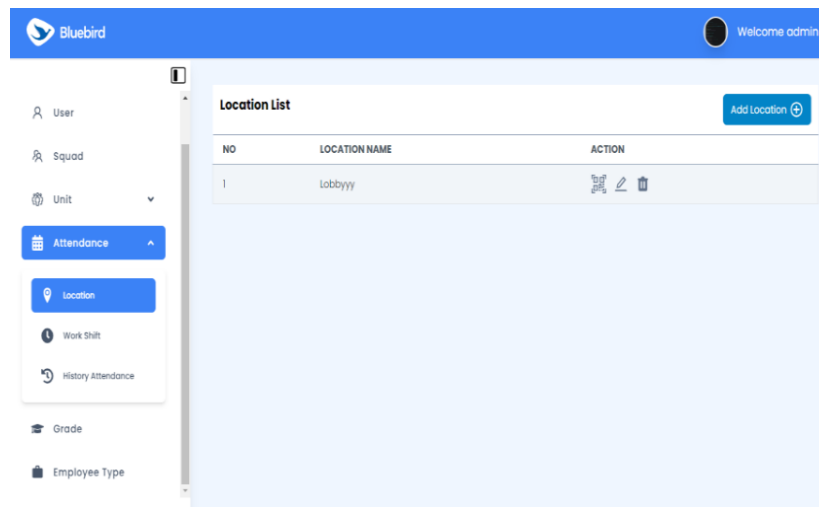 Bluebird
Welcome admin
User
Squad
Unit
Attendance
Location
Work Shift
History Attendance
Grade
Employee Type
Location List
Add Location
NO LOCATION NAME ACTION
1 Lobbyyy